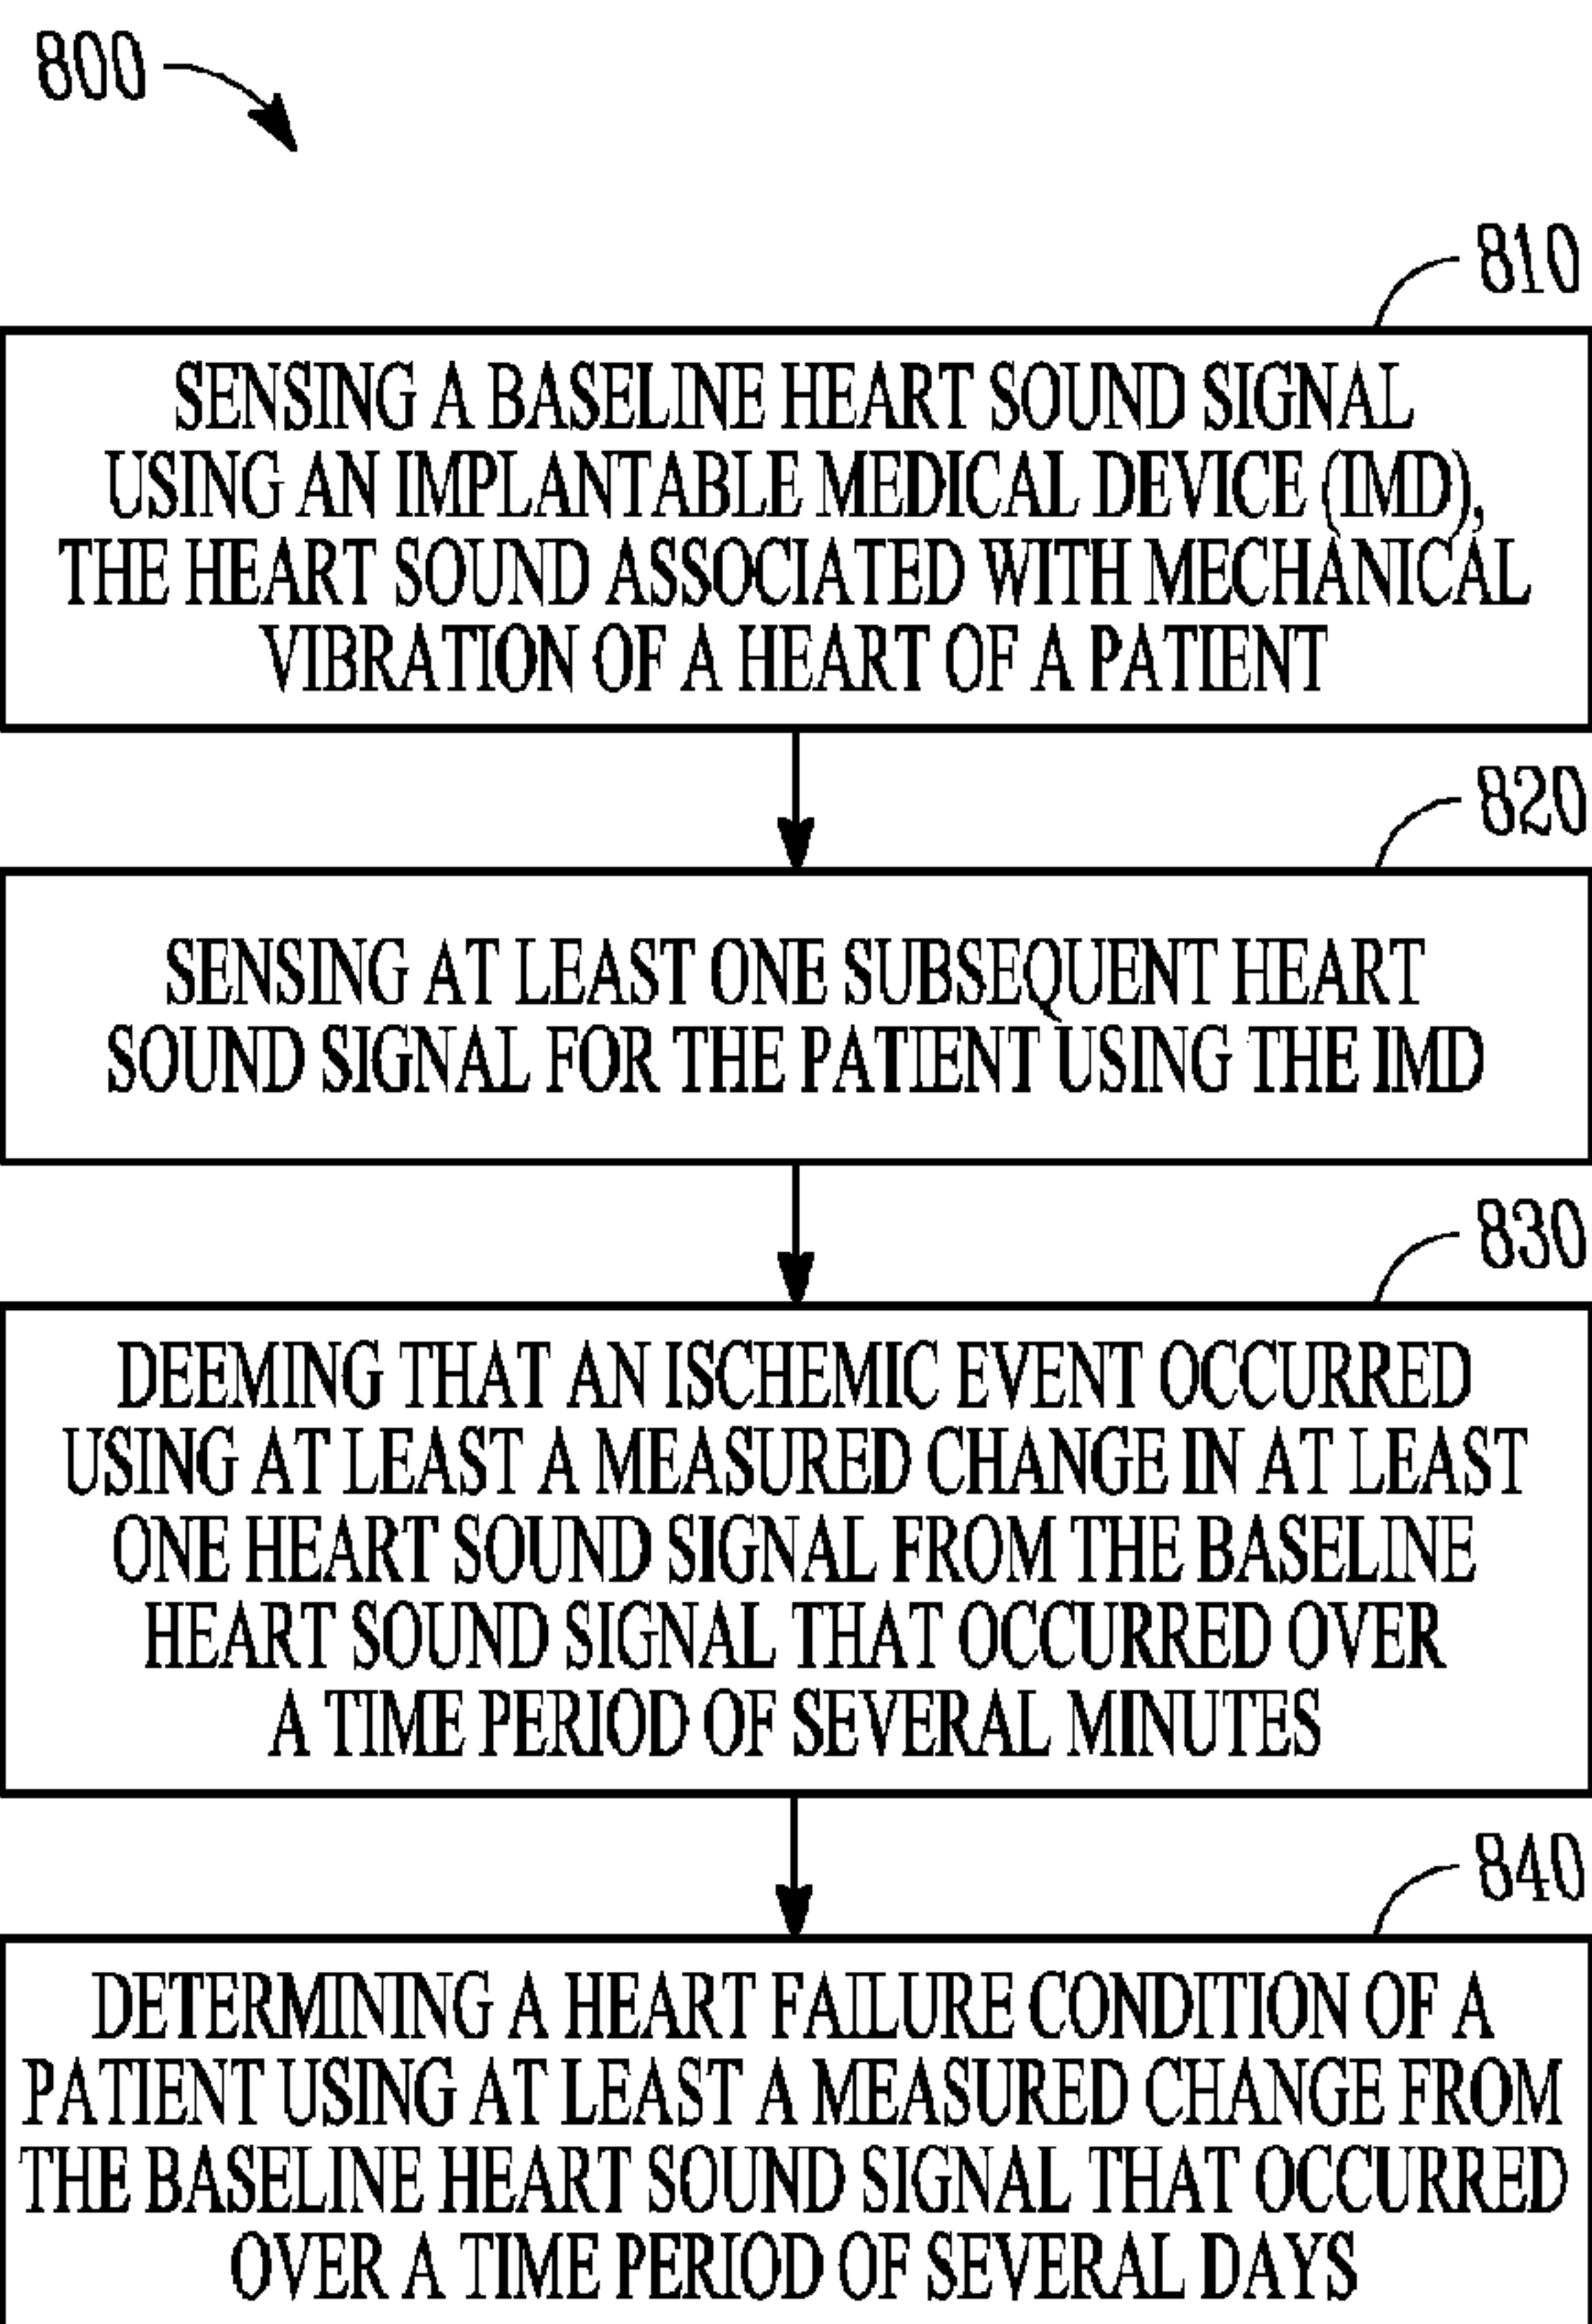 800
810
SENSING A BASELINE HEART SOUND SIGNAL
USING AN IMPLANTABLE MEDICAL DEVICE (IMD),
THE HEART SOUND ASSOCIATED WITH MECHANICAL
VIBRATION OF A HEART OF A PATIENT
820
SENSING AT LEAST ONE SUBSEQUENT HEART
SOUND SIGNAL FOR THE PATIENT USING THE IMD
830
DEEMING THAT AN ISCHEMIC EVENT OCCURRED
USING AT LEAST A MEASURED CHANGE IN AT LEAST
ONE HEART SOUND SIGNAL FROM THE BASELINE
HEART SOUND SIGNAL THAT OCCURRED OVER
A TIME PERIOD OF SEVERAL MINUTES
840
DETERMINING A HEART FAILURE CONDITION OF A
PATIENT USING AT LEAST A MEASURED CHANGE FROM
THE BASELINE HEART SOUND SIGNAL THAT OCCURRED
OVER A TIME PERIOD OF SEVERAL DAYS